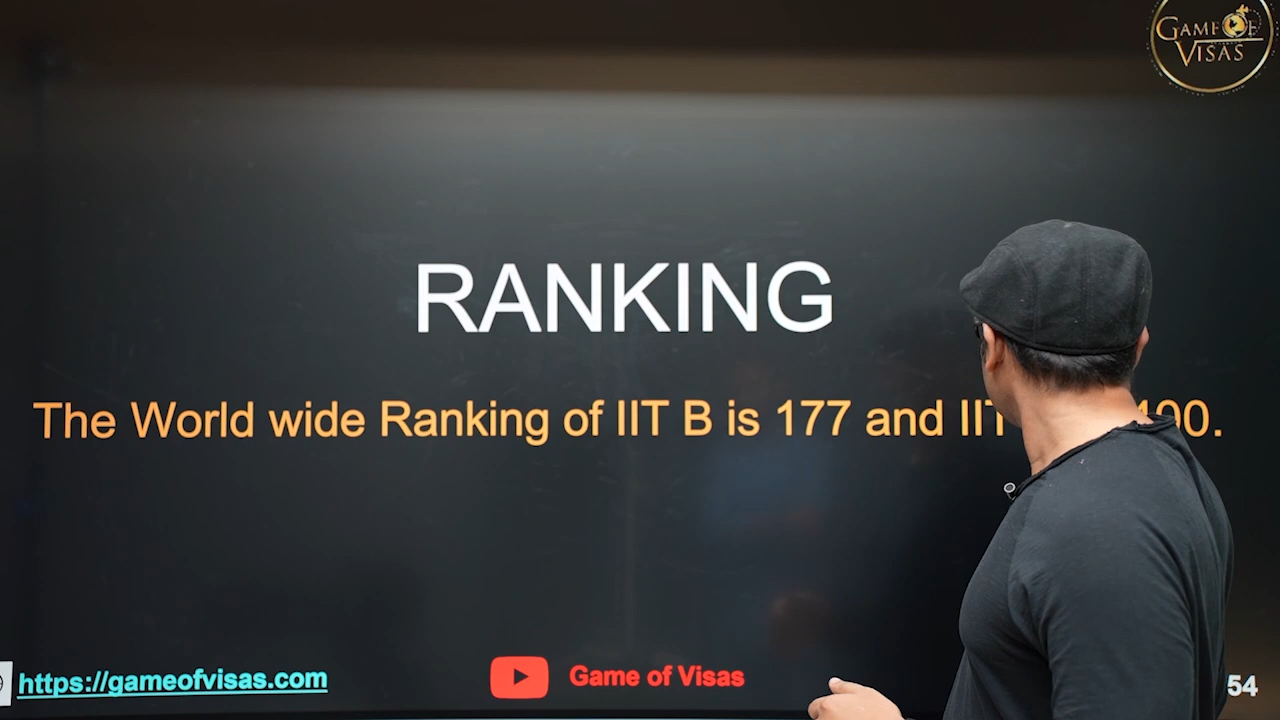 GAME OF
VISAS
RANKING
The World wide Ranking of IIT B is 177 and IIT 100.
https://gameofvisas.com
Game of Visas
54